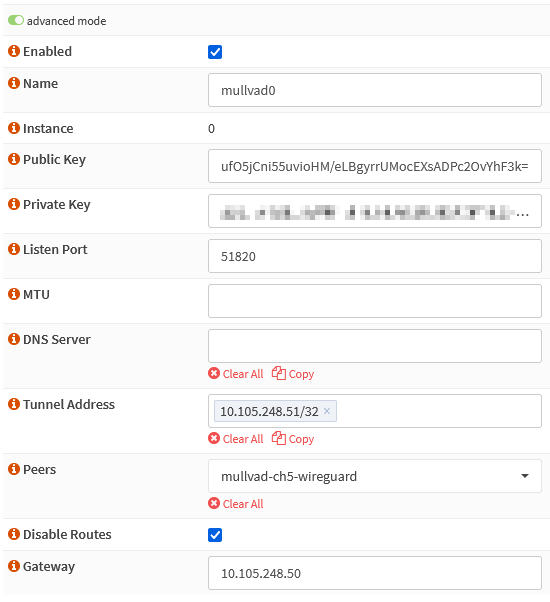 advanced mode
Enabled
Name
mullvad0
Instance
0
Public Key
ufO5jCni55uvioHM/eLBgyrrUMocEXsADPc2OvYhF3k=
Private Key
...
Listen Port
51820
MTU
DNS Server
Clear All Copy
Tunnel Address
10.105.248.51/32 ×
Clear All Copy
Peers
mullvad-ch5-wireguard
Clear All
Disable Routes
Gateway
10.105.248.50